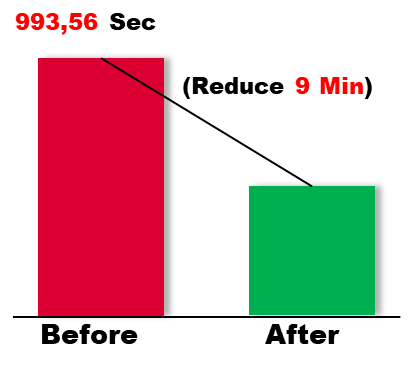 993,56 Sec
(Reduce 9 Min)
Before
After